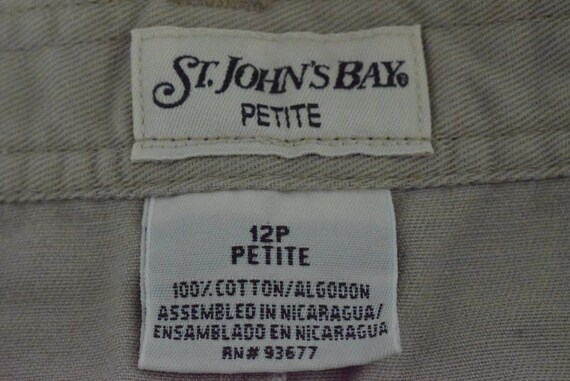 ST. JOHN'S BAY®
PETITE
12P
PETITE
100% COTTON/ALGODON
ASSEMBLED IN NICARAGUA/
ENSAMBLADO EN NICARAGUA
RN# 93677